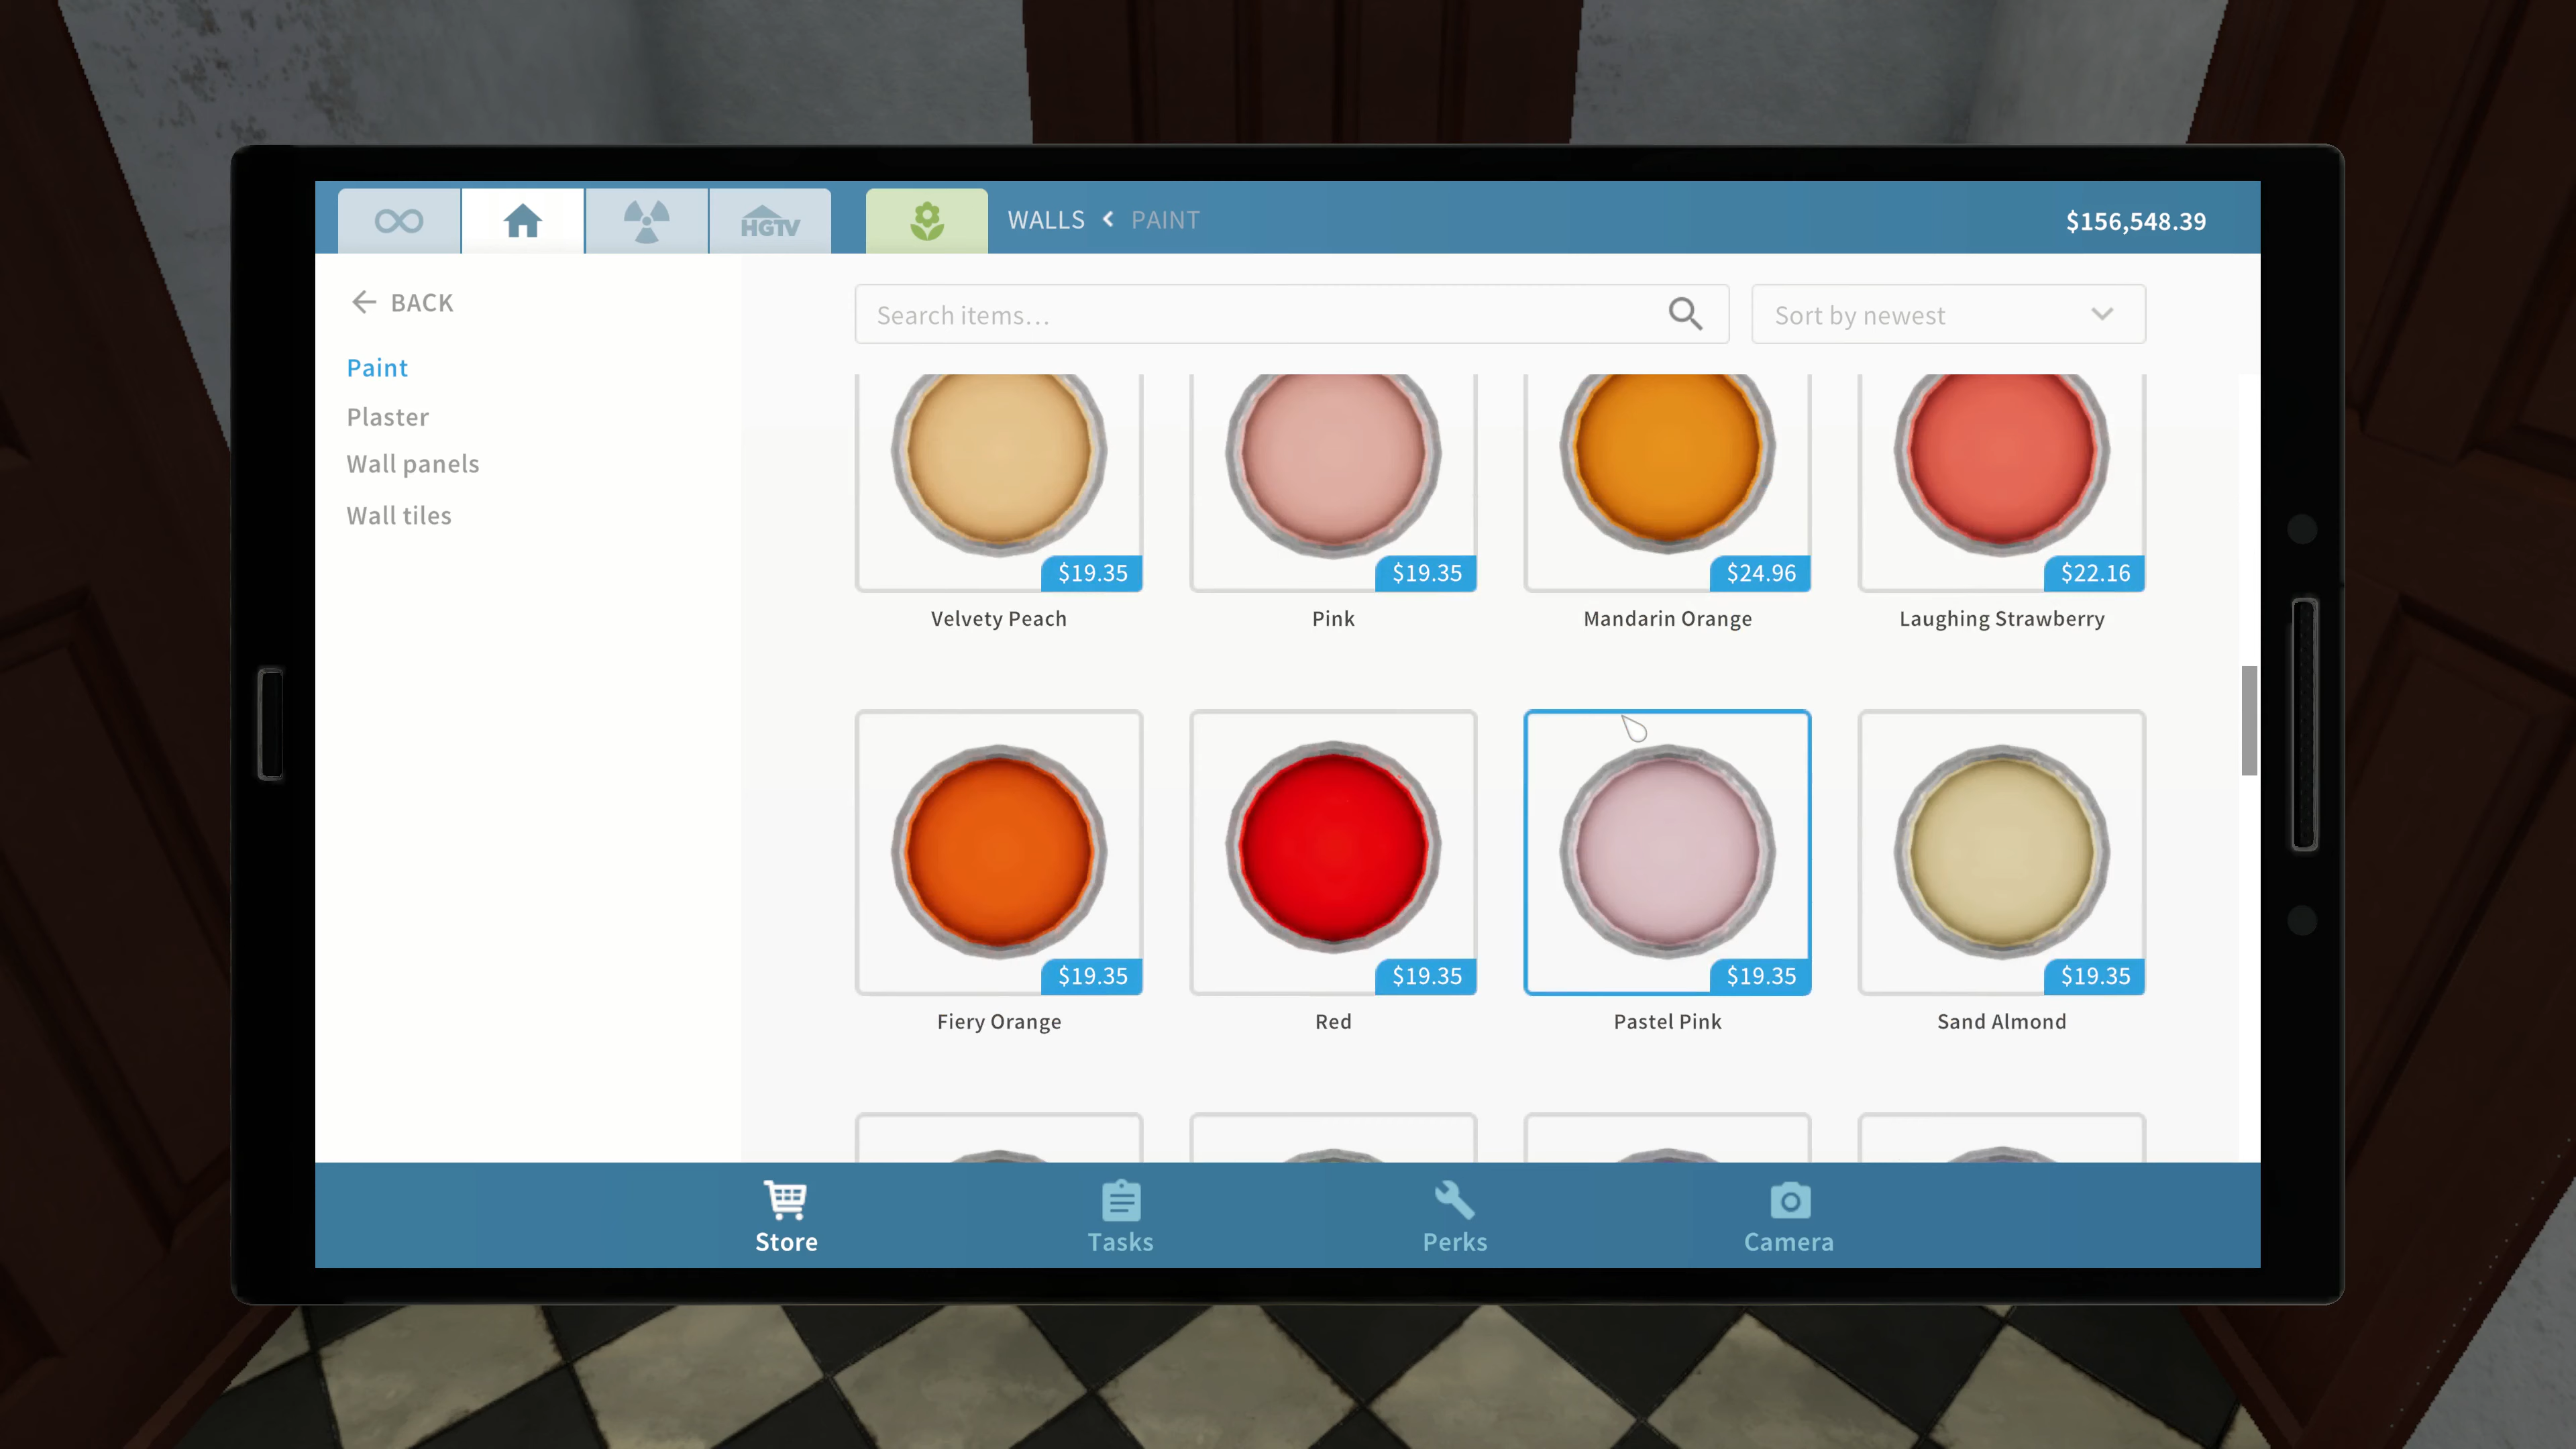 HGTV
WALLS < PAINT
$156,548.39
BACK
Paint
Plaster
Wall panels
Wall tiles
Search items...
Sort by newest
$19.35
$19.35
$24.96
$22.16
Velvety Peach
Pink
Mandarin Orange
Laughing Strawberry
$19.35
$19.35
$19.35
$19.35
Fiery Orange
Red
Pastel Pink
Sand Almond
Store
Tasks
Perks
Camera